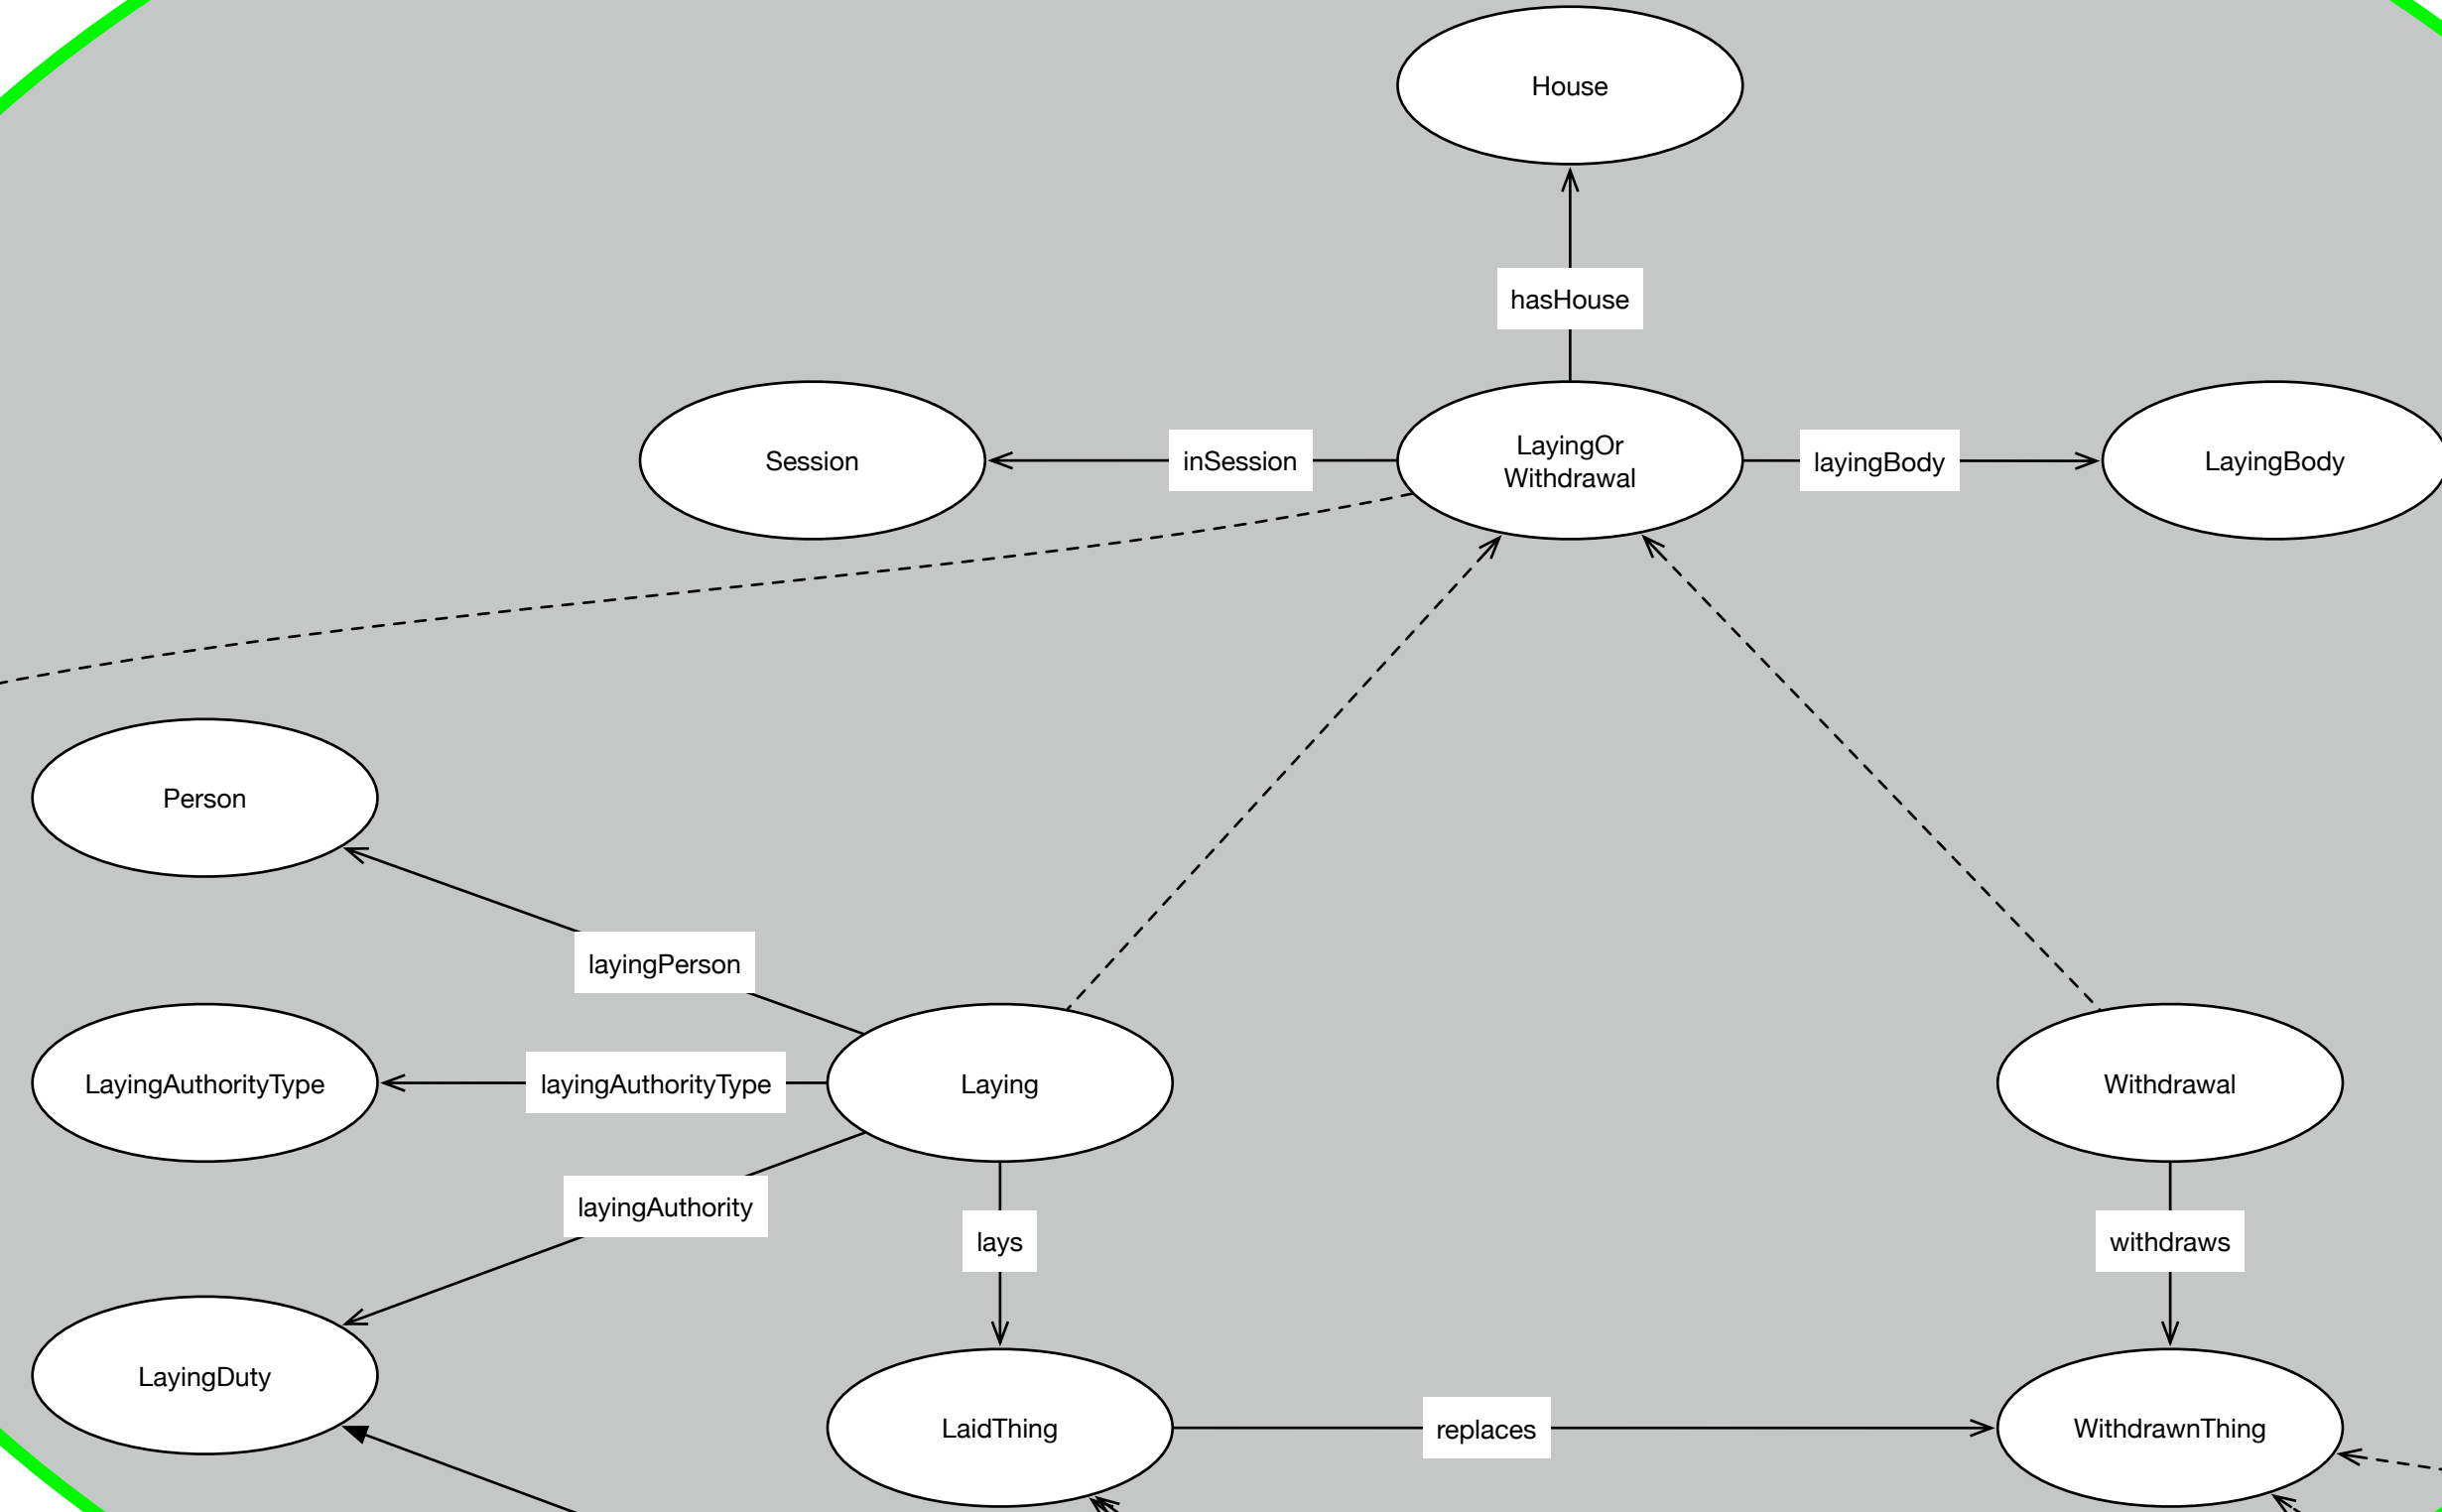 House
hasHouse
Session
inSession
LayingOr
Withdrawal
layingBody
LayingBody
Person
layingPerson
LayingAuthorityType
layingAuthorityType
Laying
Withdrawal
layingAuthority
lays
withdraws
LayingDuty
LaidThing
replaces
WithdrawnThing